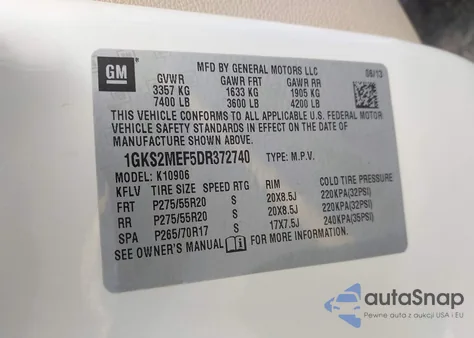 GM
MFD BY GENERAL MOTORS LLC
08/13
GVWR GAWR FRT GAWR RR
3357 KG 1633 KG 1905 KG
7400 LB 3600 LB 4200 LB
THIS VEHICLE CONFORMS TO ALL APPLICABLE U.S. FEDERAL MOTOR
VEHICLE SAFETY STANDARDS IN EFFECT ON THE DATE OF
MANUFACTURE SHOWN ABOVE.
1GKS2MEF5DR372740 TYPE: M.P.V.
MODEL: K10906
KFLV TIRE SIZE SPEED RTG RIM COLD TIRE PRESSURE
FRT P275/55R20 S 20X8.5J 220KPA(32PSI)
RR P275/55R20 S 20X8.5J 220KPA(32PSI)
SPA P265/70R17 S 17X7.5J 240KPA(35PSI)
SEE OWNER'S MANUAL FOR MORE INFORMATION.
autoSnap
Pewne auta z aukcji USA i EU